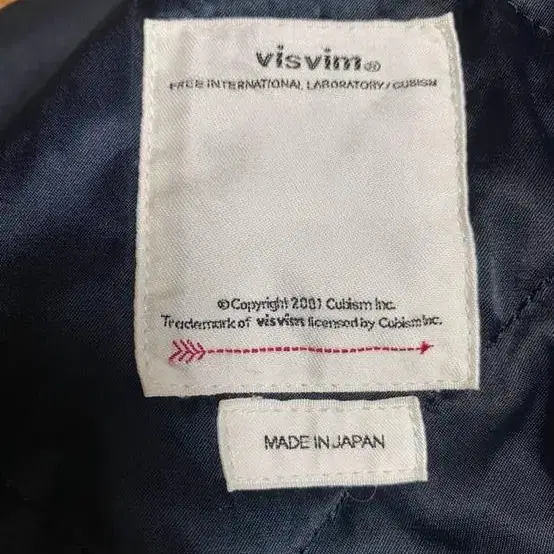 visvim®
FREE INTERNATIONAL LABORATORY/CUBISM
©Copyright 2001 Cubism Inc.
Trademark of visvim licensed by Cubism Inc.
MADE IN JAPAN